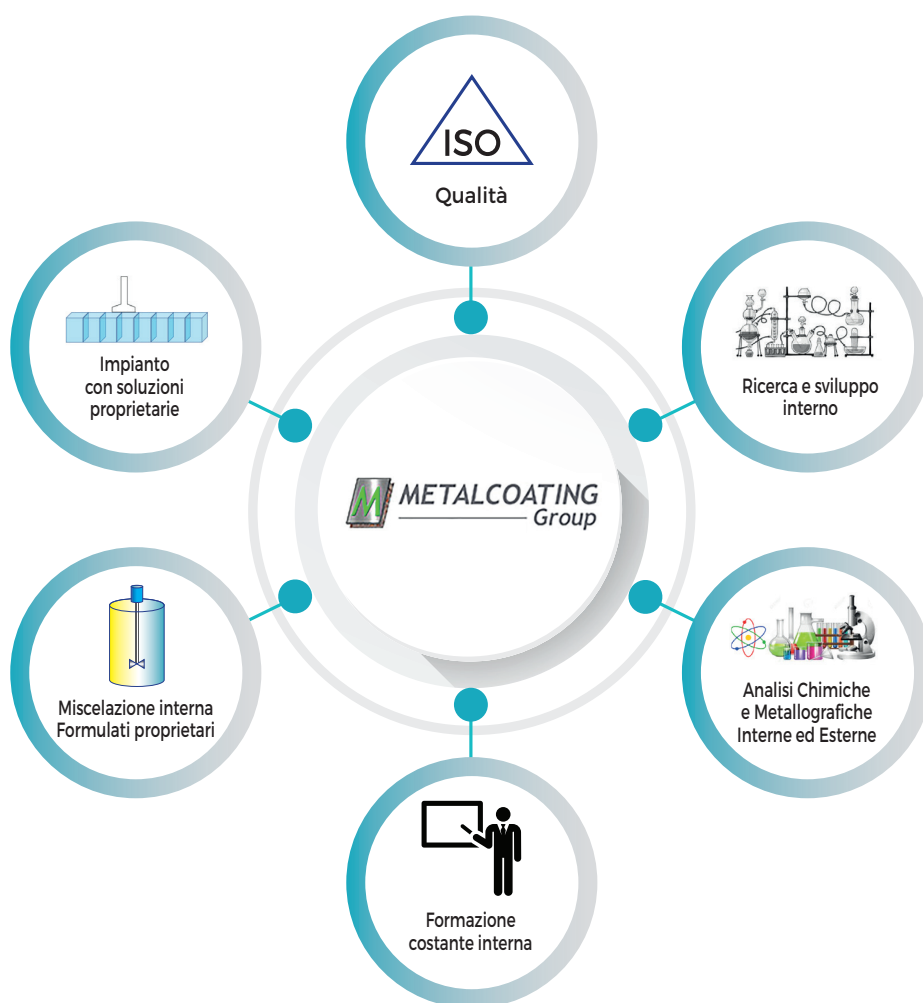 ISO
Qualità
Impianto
con soluzioni
proprietarie
Ricerca e sviluppo
interno
M METALCOATING
Group
Miscelazione interna
Formulati proprietari
Analisi Chimiche
e Metallografiche
Interne ed Esterne
Formazione
costante interna